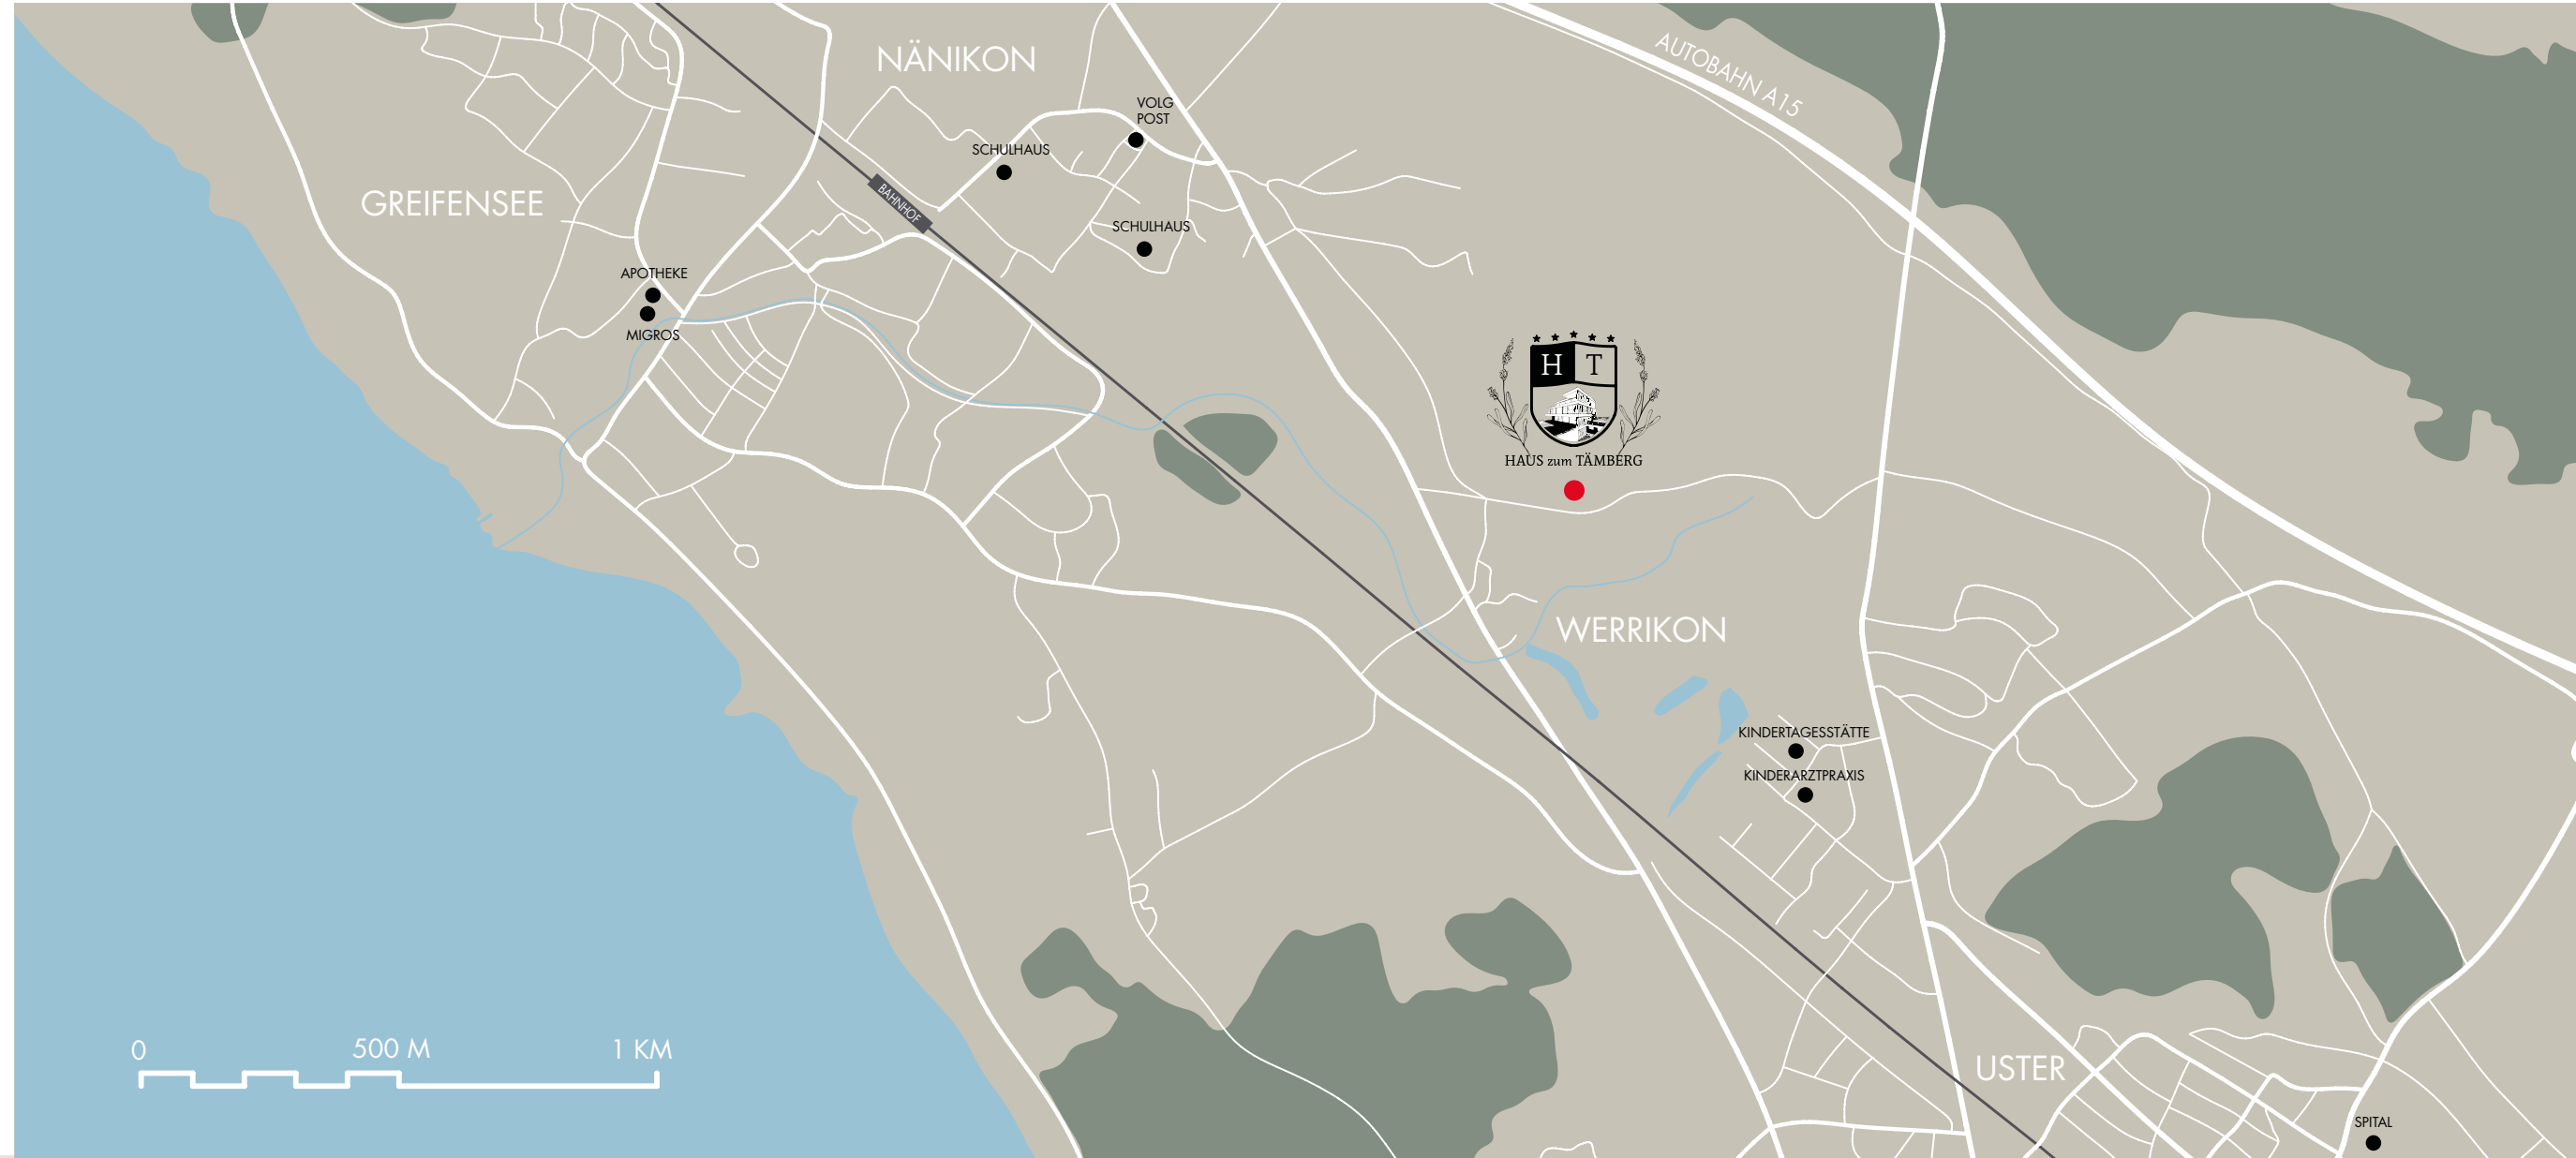 NÄNIKON
AUTOBAHN A15
VOLG
POST
SCHULHAUS
BAHNHOF
GREIFENSEE
SCHULHAUS
APOTHEKE
MIGROS
H T
HAUS zum TÄMBERG
WERRIKON
KINDERTAGESSTÄTTE
KINDERARZTPRAXIS
0 500 M 1 KM
USTER
SPITAL